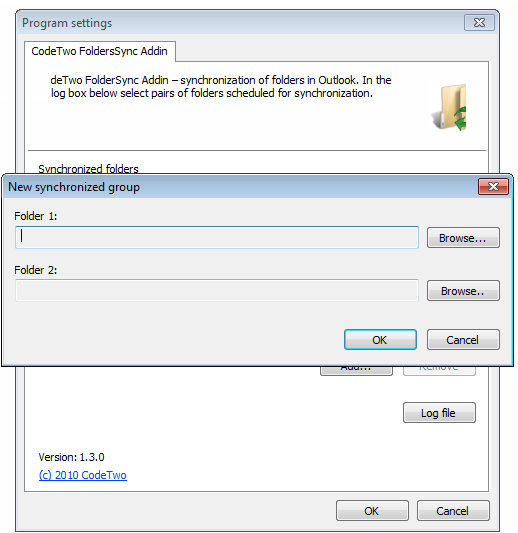 Program settings
CodeTwo FoldersSync Addin
deTwo FolderSync Addin – synchronization of folders in Outlook. In the
log box below select pairs of folders scheduled for synchronization.
Synchronized folders
New synchronized group
Folder 1:
Browse...
Folder 2:
Browse..
OK Cancel
Add... Remove
Log file
Version: 1.3.0
(c) 2010 CodeTwo
OK Cancel